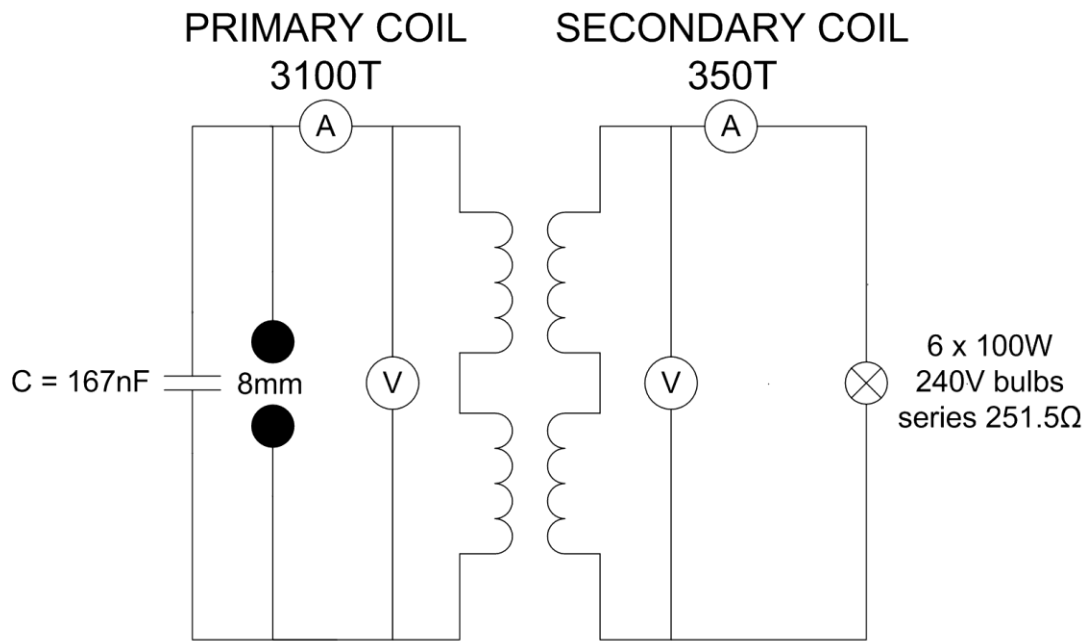 PRIMARY COIL
3100T
SECONDARY COIL
350T
A
A
C = 167nF
8mm
V
V
6 x 100W
240V bulbs
series 251.5Ω